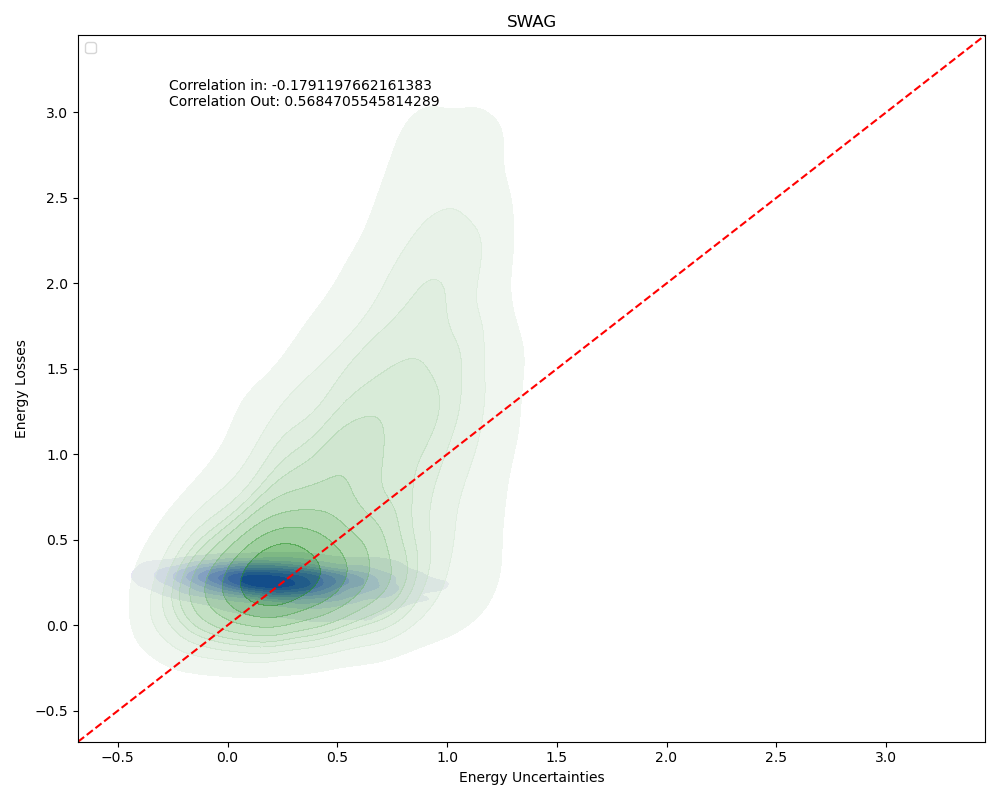 SWAG
Correlation in: -0.1791197662161383
Correlation Out: 0.5684705545814289
Energy Losses
3.0
2.5
2.0
1.5
1.0
0.5
0.0
−0.5
−0.5 0.0 0.5 1.0 1.5 2.0 2.5 3.0
Energy Uncertainties